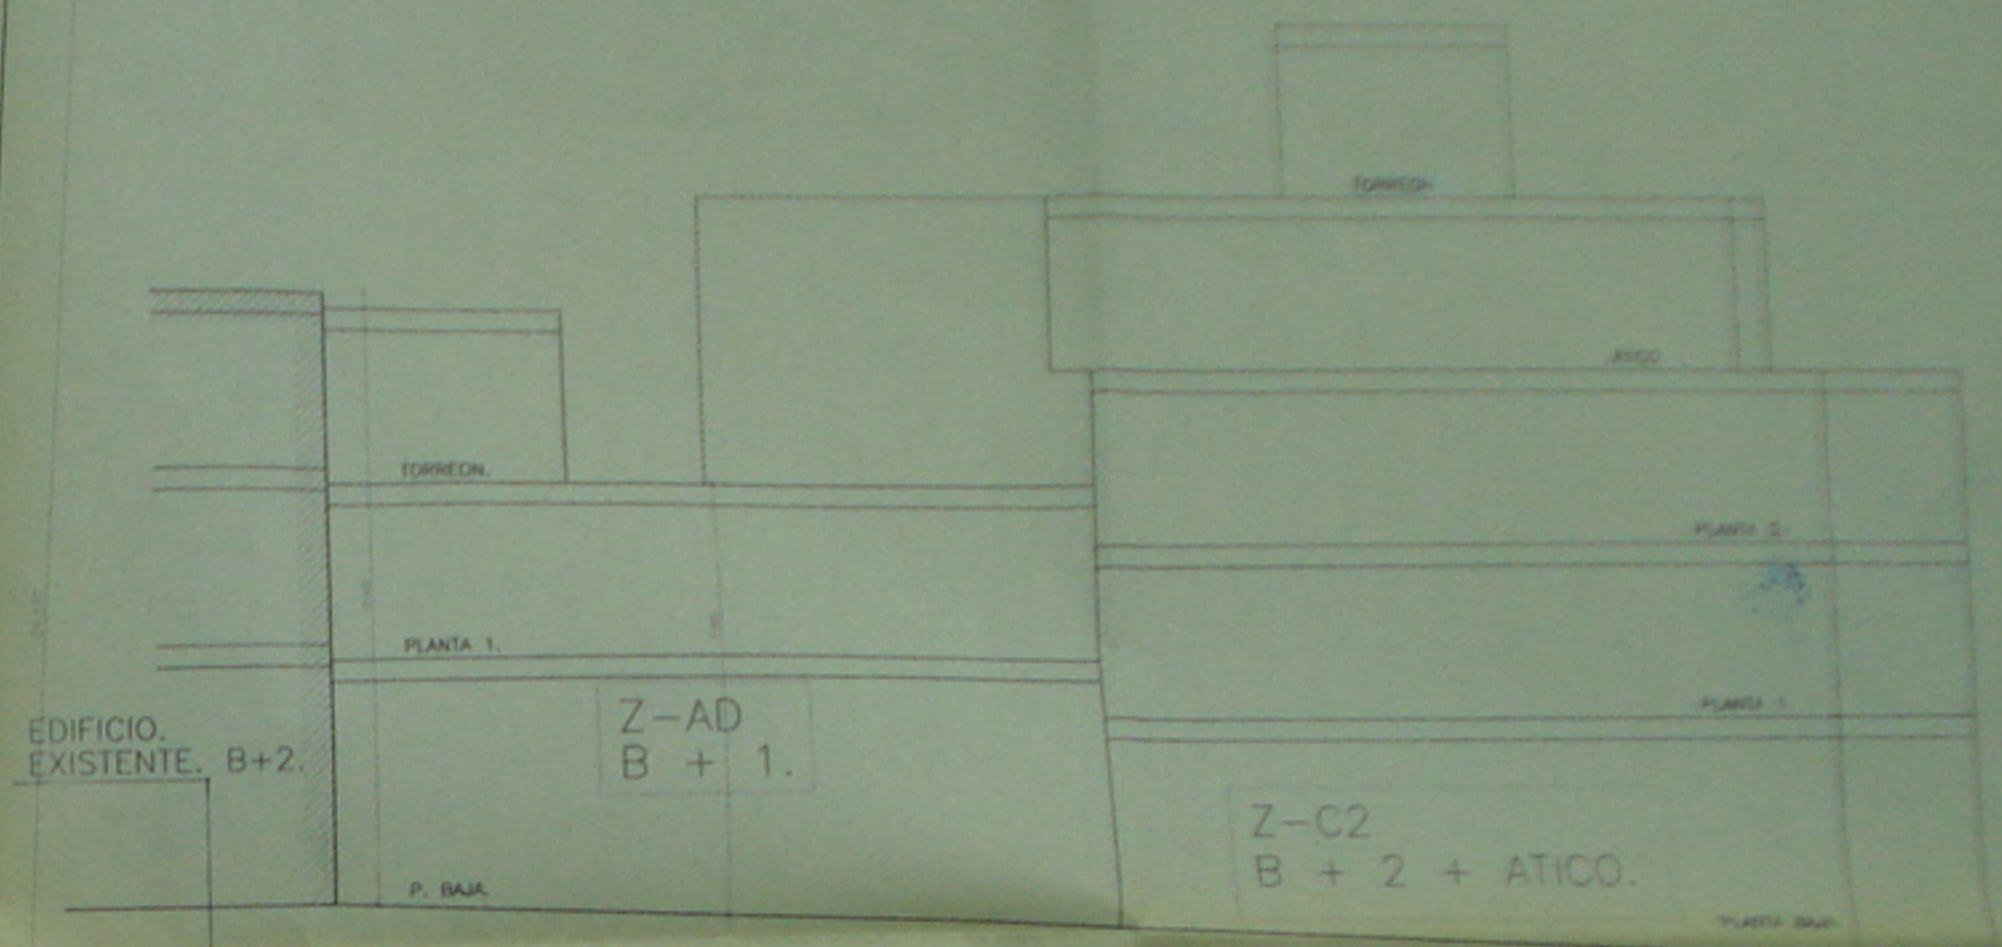 TORREON
ATICO
TORREON.
PLANTA 2.
PLANTA 1.
PLANTA 1.
EDIFICIO.
EXISTENTE. B+2.
Z-AD
B + 1.
Z-C2
B + 2 + ATICO.
P. BAJA.
PLANTA BAJA.